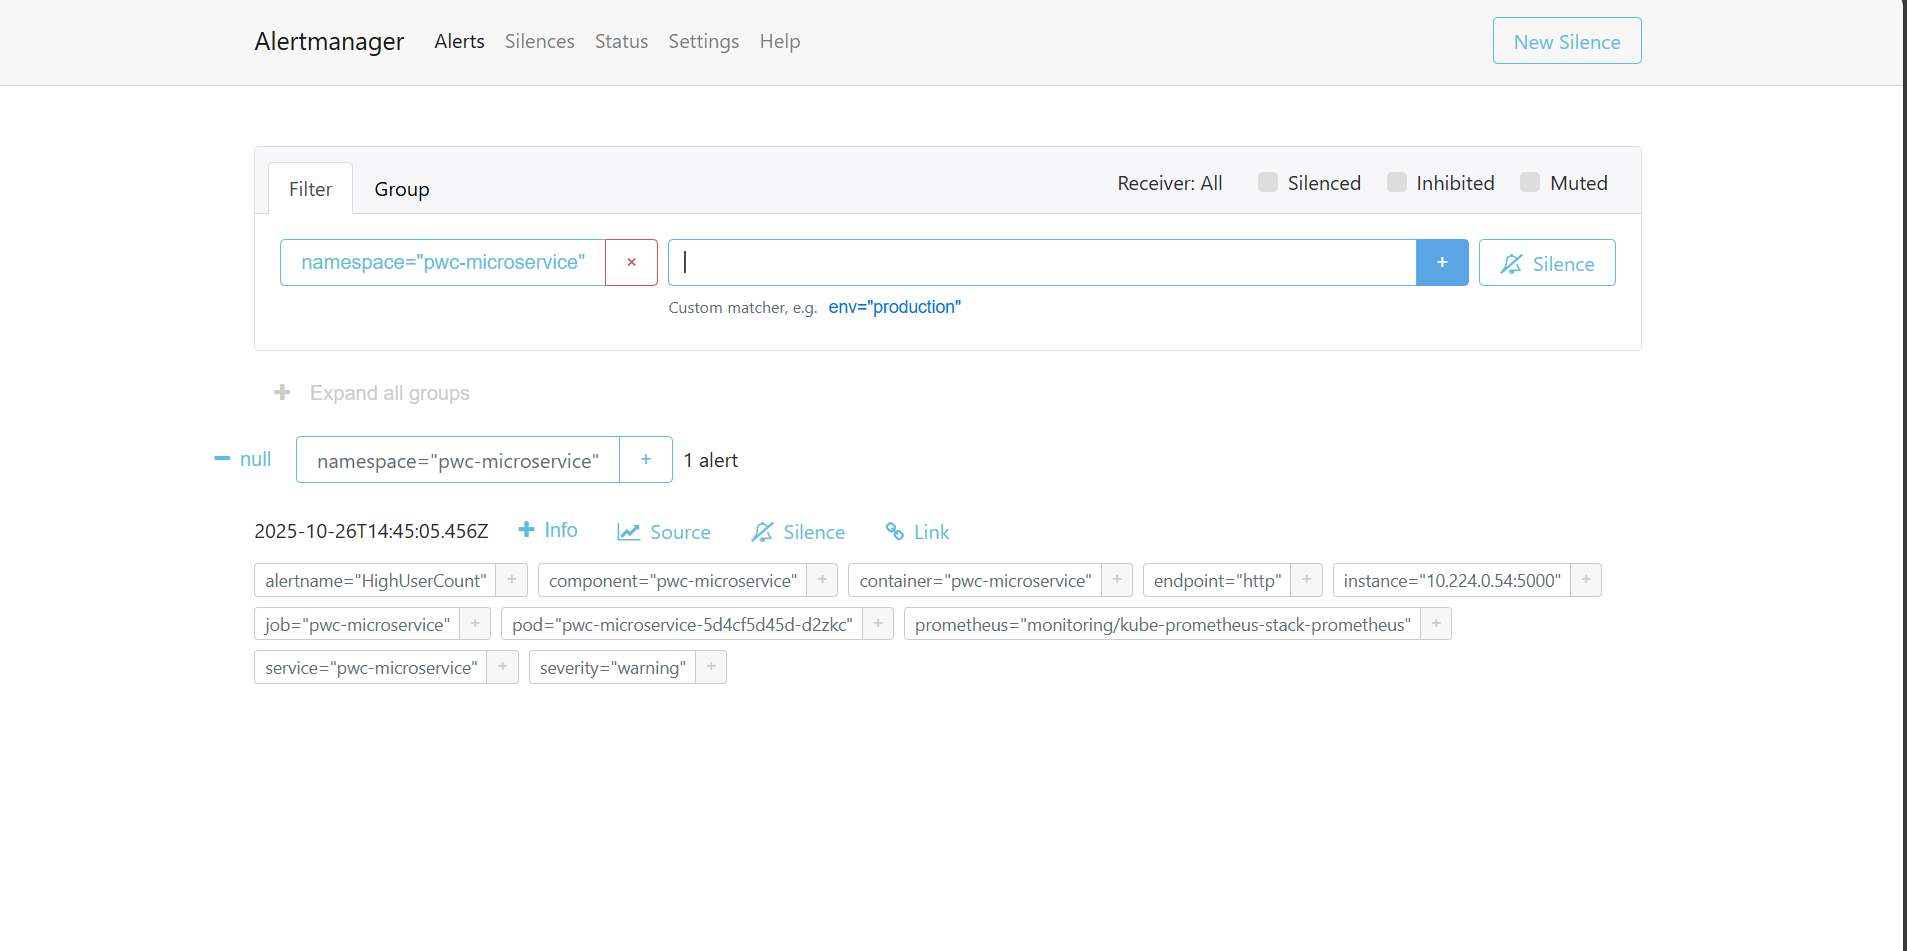 Alertmanager Alerts Silences Status Settings Help New Silence
Filter Group Receiver: All Silenced Inhibited Muted
namespace="pwc-microservice" × + Silence
Custom matcher, e.g. env="production"
+ Expand all groups
− null namespace="pwc-microservice" + 1 alert
2025-10-26T14:45:05.456Z + Info Source Silence Link
alertname="HighUserCount" + component="pwc-microservice" + container="pwc-microservice" + endpoint="http" + instance="10.224.0.54:5000" +
job="pwc-microservice" + pod="pwc-microservice-5d4cf5d45d-d2zkc" + prometheus="monitoring/kube-prometheus-stack-prometheus" +
service="pwc-microservice" + severity="warning" +